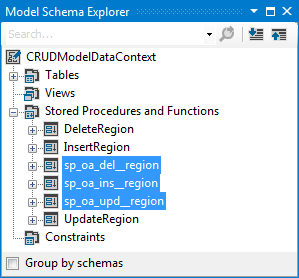 Model Schema Explorer
Search...
CRUDModelDataContext
Tables
Views
Stored Procedures and Functions
DeleteRegion
InsertRegion
sp_oa_del__region
sp_oa_ins__region
sp_oa_upd__region
UpdateRegion
Constraints
Group by schemas